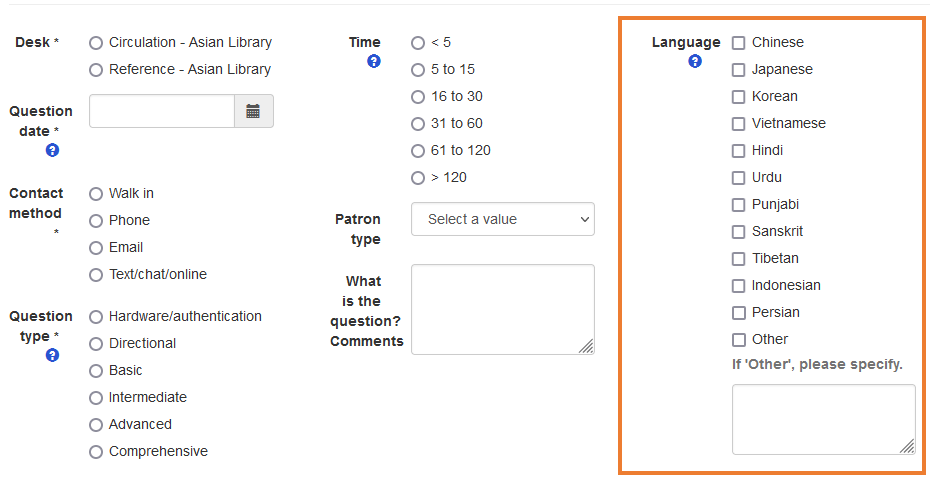 Desk *
Circulation - Asian Library
Reference - Asian Library
Question
date *
?
Contact
method
*
Walk in
Phone
Email
Text/chat/online
Question
type *
?
Hardware/authentication
Directional
Basic
Intermediate
Advanced
Comprehensive
Time
?
< 5
5 to 15
16 to 30
31 to 60
61 to 120
> 120
Patron
type
Select a value
What
is the
question?
Comments
Language
?
Chinese
Japanese
Korean
Vietnamese
Hindi
Urdu
Punjabi
Sanskrit
Tibetan
Indonesian
Persian
Other
If 'Other', please specify.